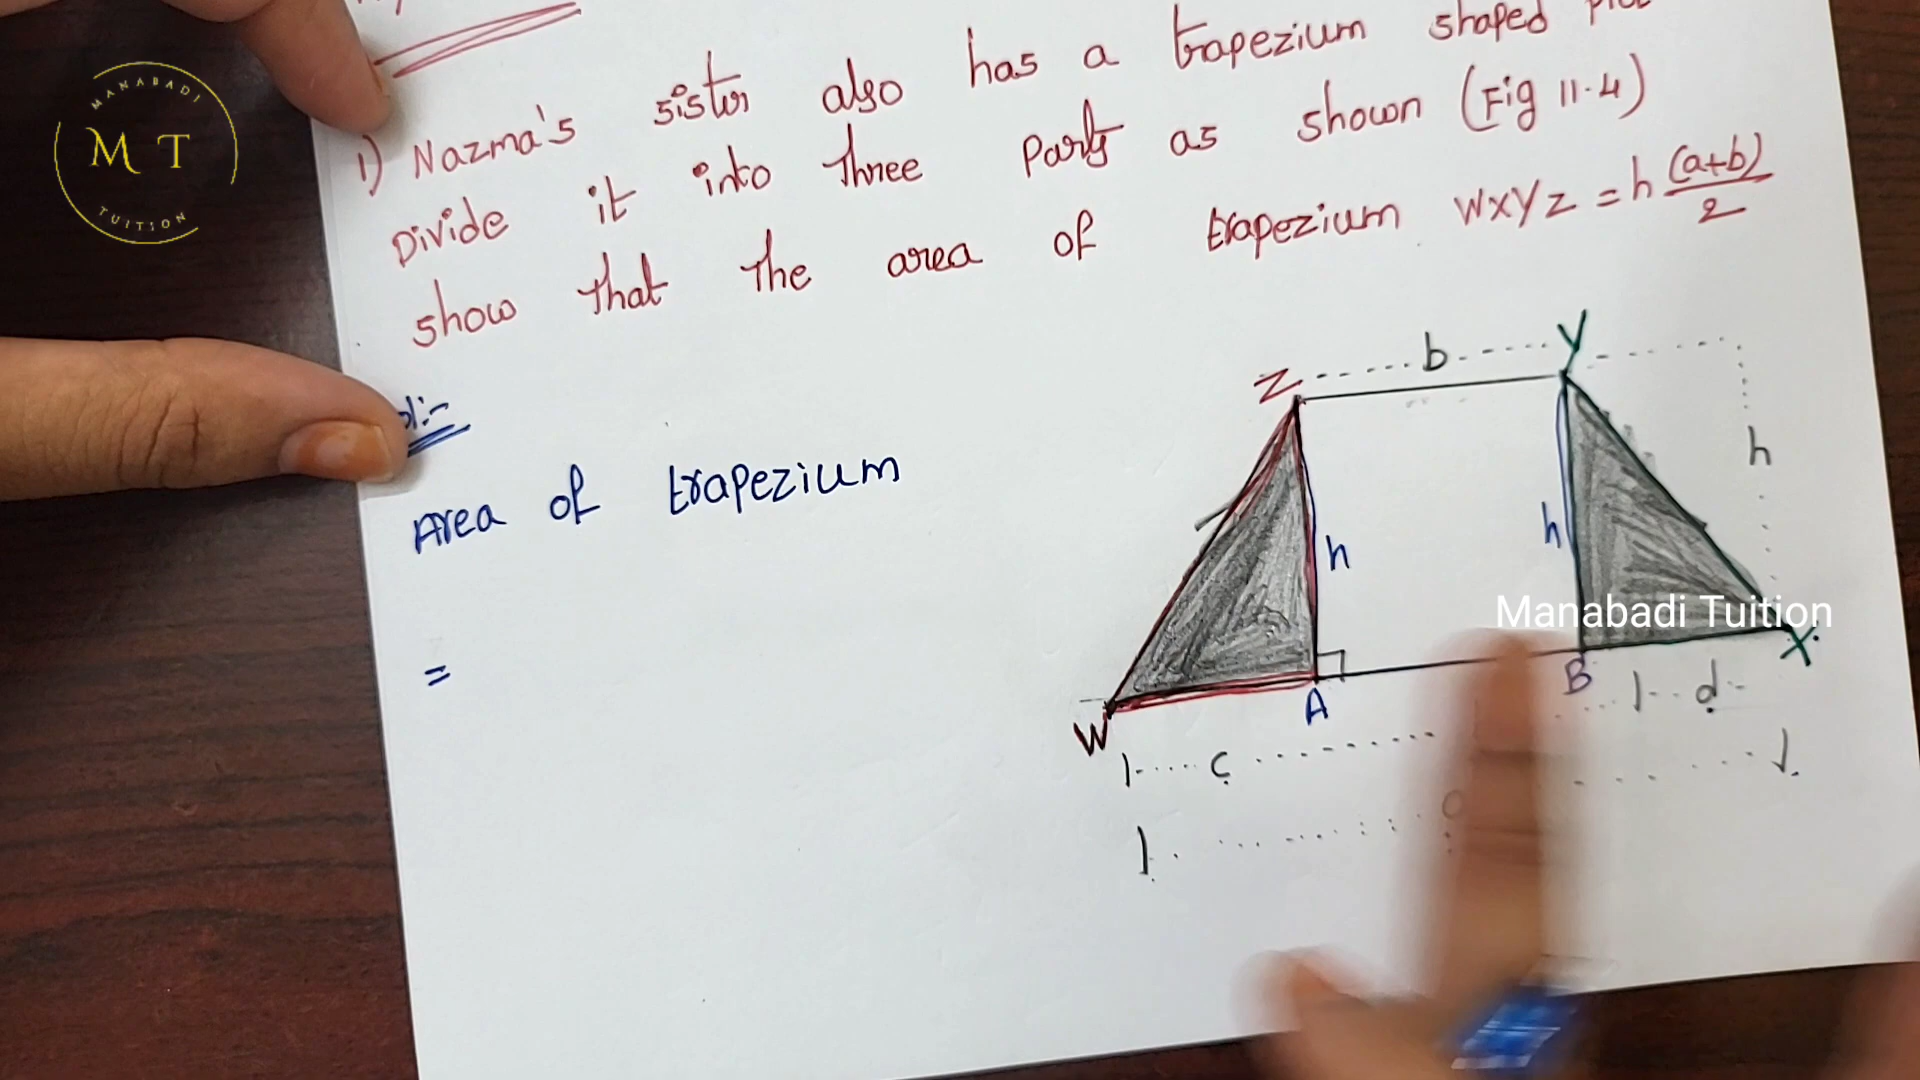 MANABADI
M T
TUITION
1) Nazma's sister also has a trapezium shaped
Divide it into three parts as shown (Fig 11.4)
show that the area of trapezium WXYZ = h (a+b)/2
Area of trapezium
=
Z b Y
h
h
h
Manabadi Tuition
W A B X
c d